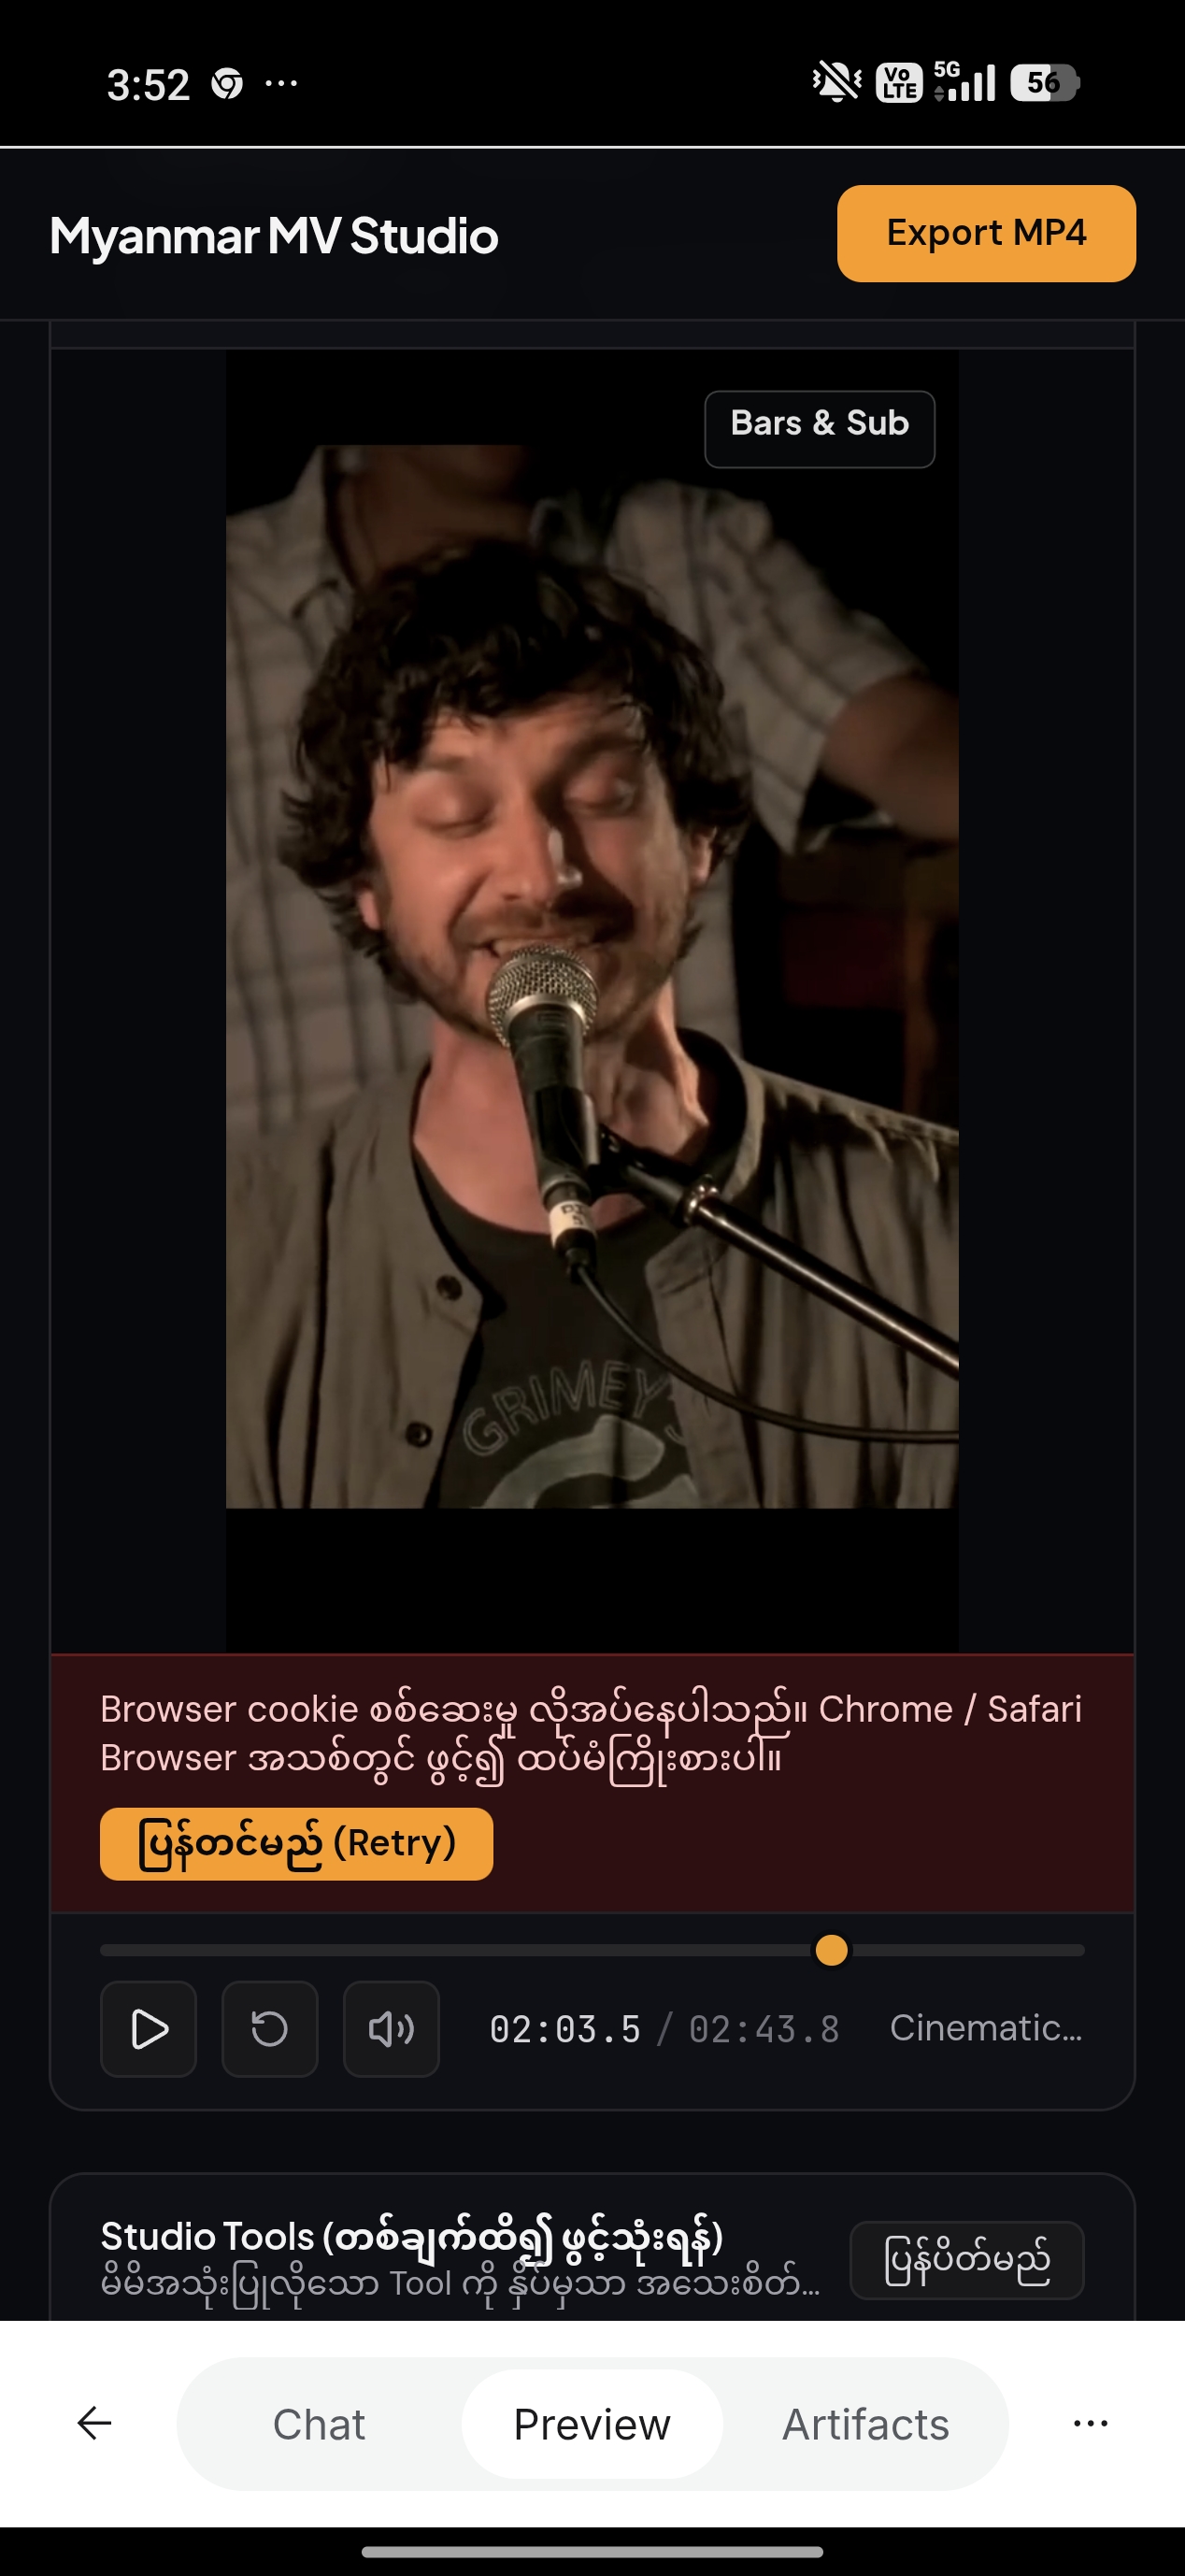 3:52 ...
Vo LTE 5G 56
Myanmar MV Studio
Export MP4
Bars & Sub
GRIMEY'S
Browser cookie စစ်ဆေးမှု လိုအပ်နေပါသည်။ Chrome / Safari
Browser အသစ်တွင် ဖွင့်၍ ထပ်မံကြိုးစားပါ။
ပြန်တင်မည် (Retry)
02:03.5 / 02:43.8 Cinematic...
Studio Tools (တစ်ချက်ထိ၍ ဖွင့်သုံးရန်)
မိမိအသုံးပြုလိုသော Tool ကို နှိပ်မှသာ အသေးစိတ်...
ပြန်ပိတ်မည်
Chat
Preview
Artifacts